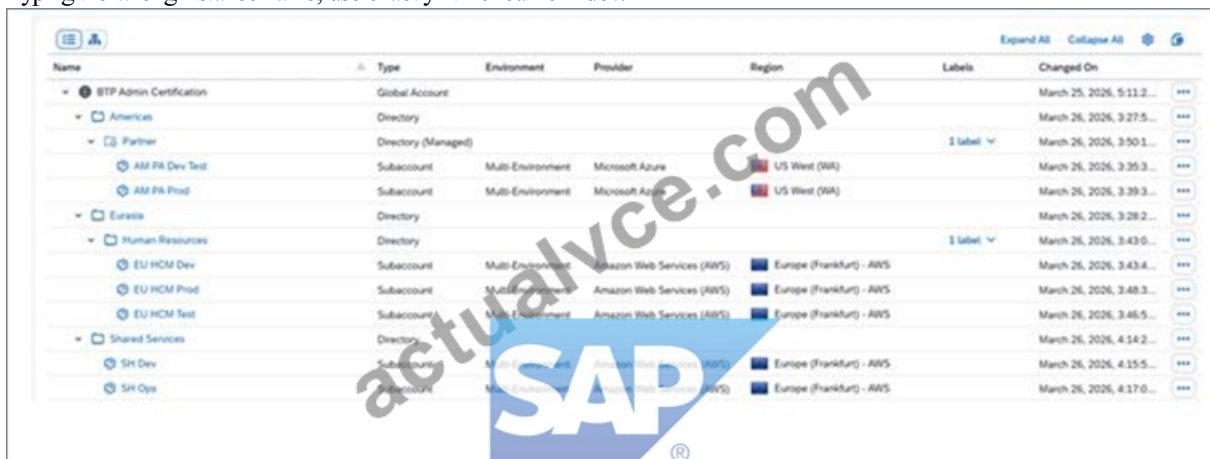 Expand All Collapse All
Name Type Environment Provider Region Labels Changed On
BTP Admin Certification Global Account March 25, 2026, 5:11:2...
Americas Directory March 26, 2026, 3:27:5...
Partner Directory (Managed) 1 label March 26, 2026, 3:50:1...
AM PA Dev Test Subaccount Multi-Environment Microsoft Azure US West (WA) March 26, 2026, 3:35:3...
AM PA Prod Subaccount Multi-Environment Microsoft Azure US West (WA) March 26, 2026, 3:39:3...
Eurasia Directory March 26, 2026, 3:28:2...
Human Resources Directory 1 label March 26, 2026, 3:43:0...
EU HCM Dev Subaccount Multi-Environment Amazon Web Services (AWS) Europe (Frankfurt) - AWS March 26, 2026, 3:43:4...
EU HCM Prod Subaccount Multi-Environment Amazon Web Services (AWS) Europe (Frankfurt) - AWS March 26, 2026, 3:48:3...
EU HCM Test Subaccount Multi-Environment Amazon Web Services (AWS) Europe (Frankfurt) - AWS March 26, 2026, 3:46:5...
Shared Services Directory March 26, 2026, 4:14:2...
SH Dev Subaccount Multi-Environment Amazon Web Services (AWS) Europe (Frankfurt) - AWS March 26, 2026, 4:15:5...
SH Ops Subaccount Multi-Environment Amazon Web Services (AWS) Europe (Frankfurt) - AWS March 26, 2026, 4:17:0...
actualvce.com
SAP
®